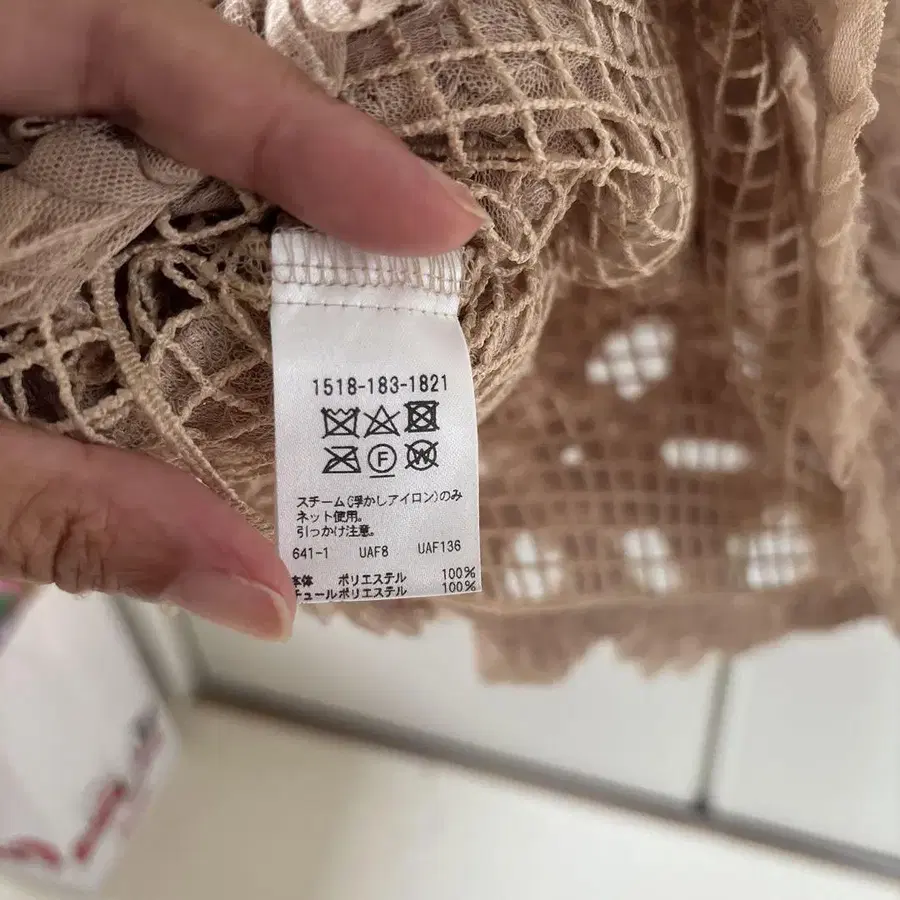 1518-183-1821
F
W
スチーム(浮かしアイロン)のみ
ネット使用。
引っかけ注意。
641-1 UAF8 UAF136
本体 ポリエステル 100%
チュールポリエステル 100%